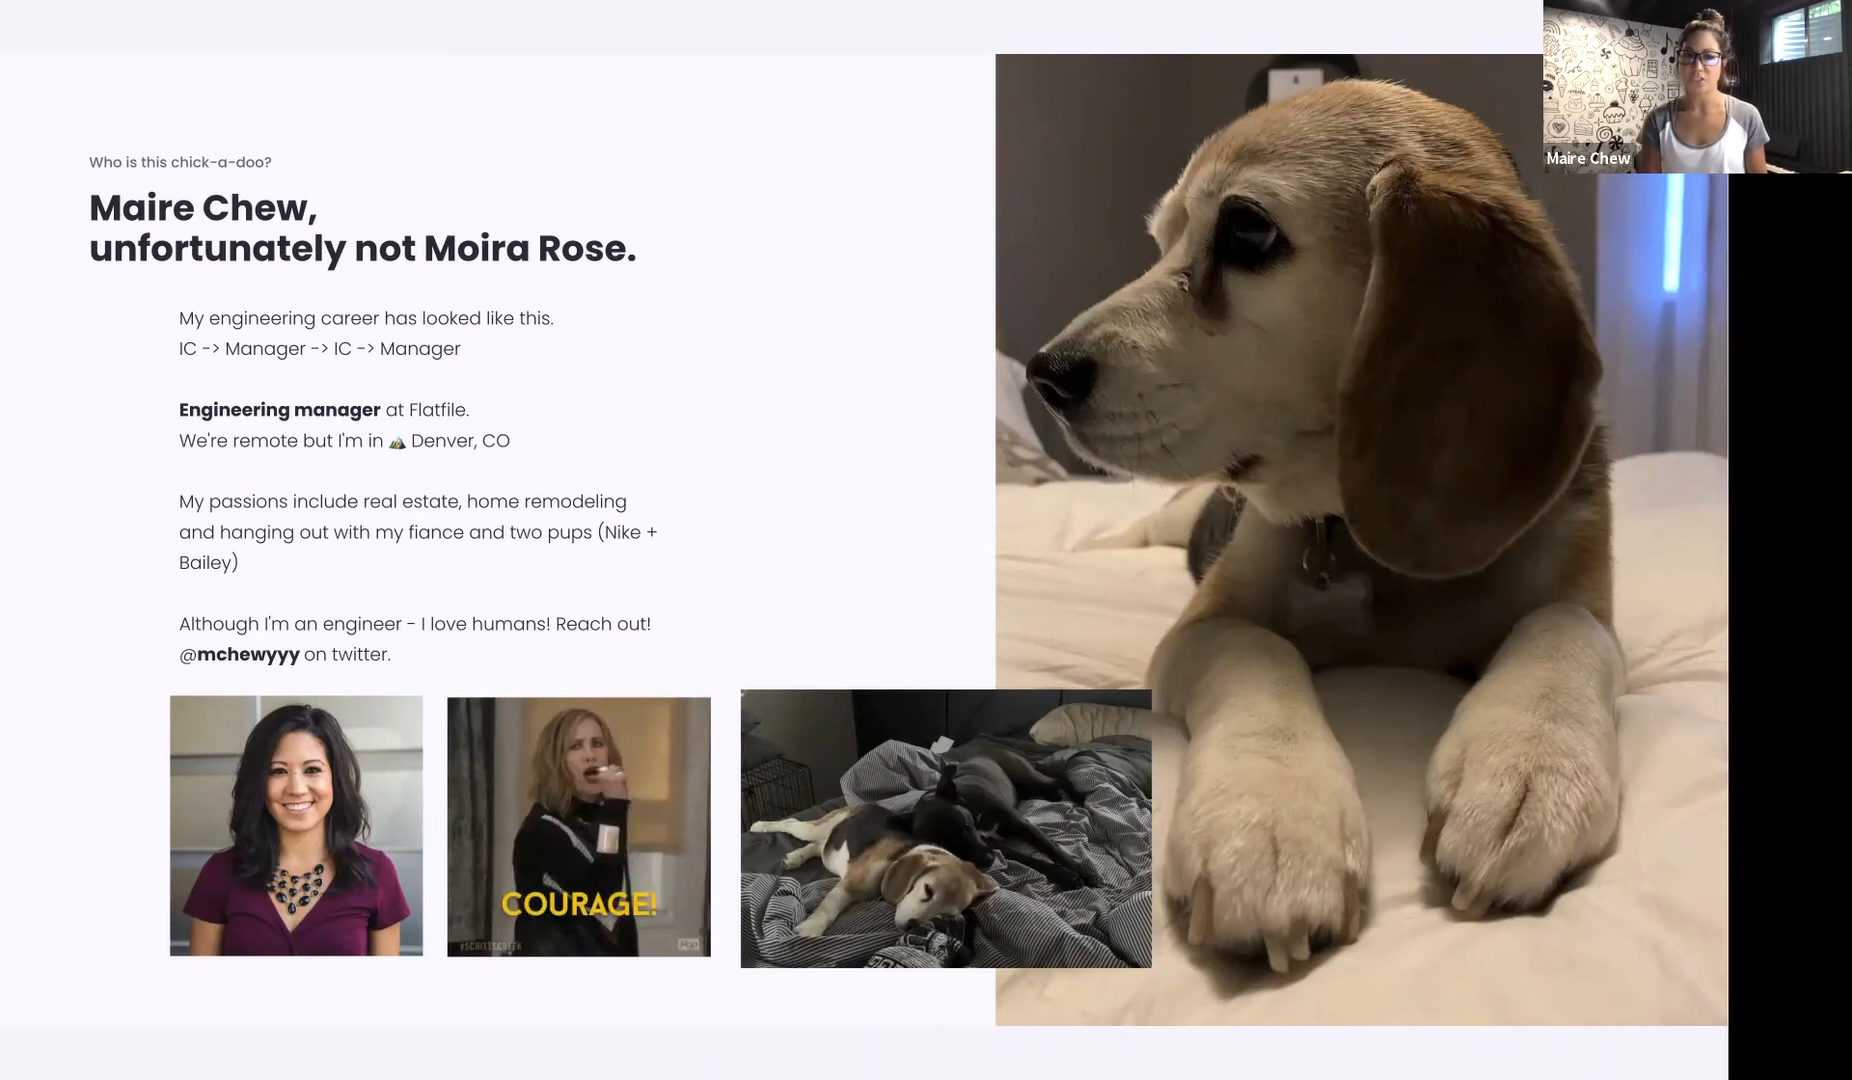 Who is this chick-a-doo?
Maire Chew,
unfortunately not Moira Rose.
My engineering career has looked like this.
IC -> Manager -> IC -> Manager
Engineering manager at Flatfile.
We're remote but I'm in 🏔️ Denver, CO
My passions include real estate, home remodeling
and hanging out with my fiance and two pups (Nike +
Bailey)
Although I'm an engineer - I love humans! Reach out!
@mchewyyy on twitter.
COURAGE!
#SCHITTSCREEK
Pop
Maire Chew